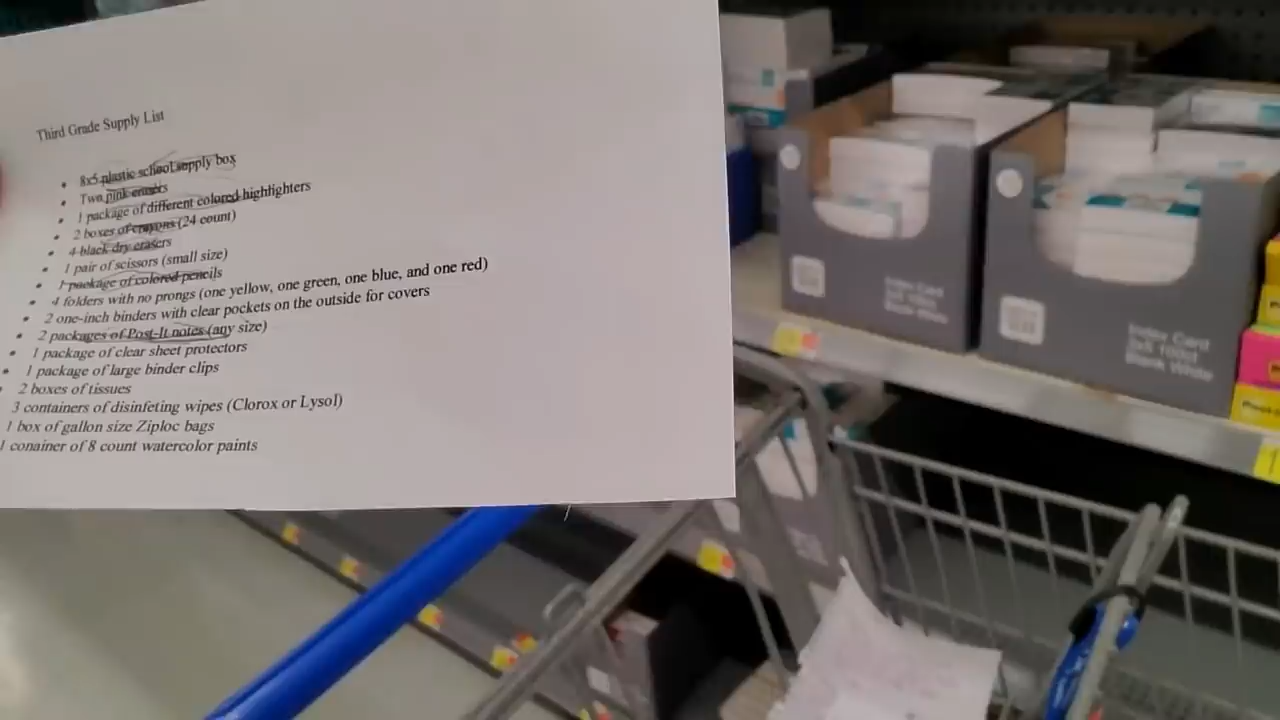 Third Grade Supply List
8x5 plastic school supply box
Two pink erasers
1 package of different colored highlighters
2 boxes of crayons (24 count)
4 black dry erasers
1 pair of scissors (small size)
1 package of colored pencils
4 folders with no prongs (one yellow, one green, one blue, and one red)
2 one-inch binders with clear pockets on the outside for covers
2 packages of Post-It notes (any size)
1 package of clear sheet protectors
1 package of large binder clips
2 boxes of tissues
3 containers of disinfeting wipes (Clorox or Lysol)
1 box of gallon size Ziploc bags
1 conainer of 8 count watercolor paints
Index Card
3x5 100ct
Blank White
Index Card
3x5 100ct
Blank White